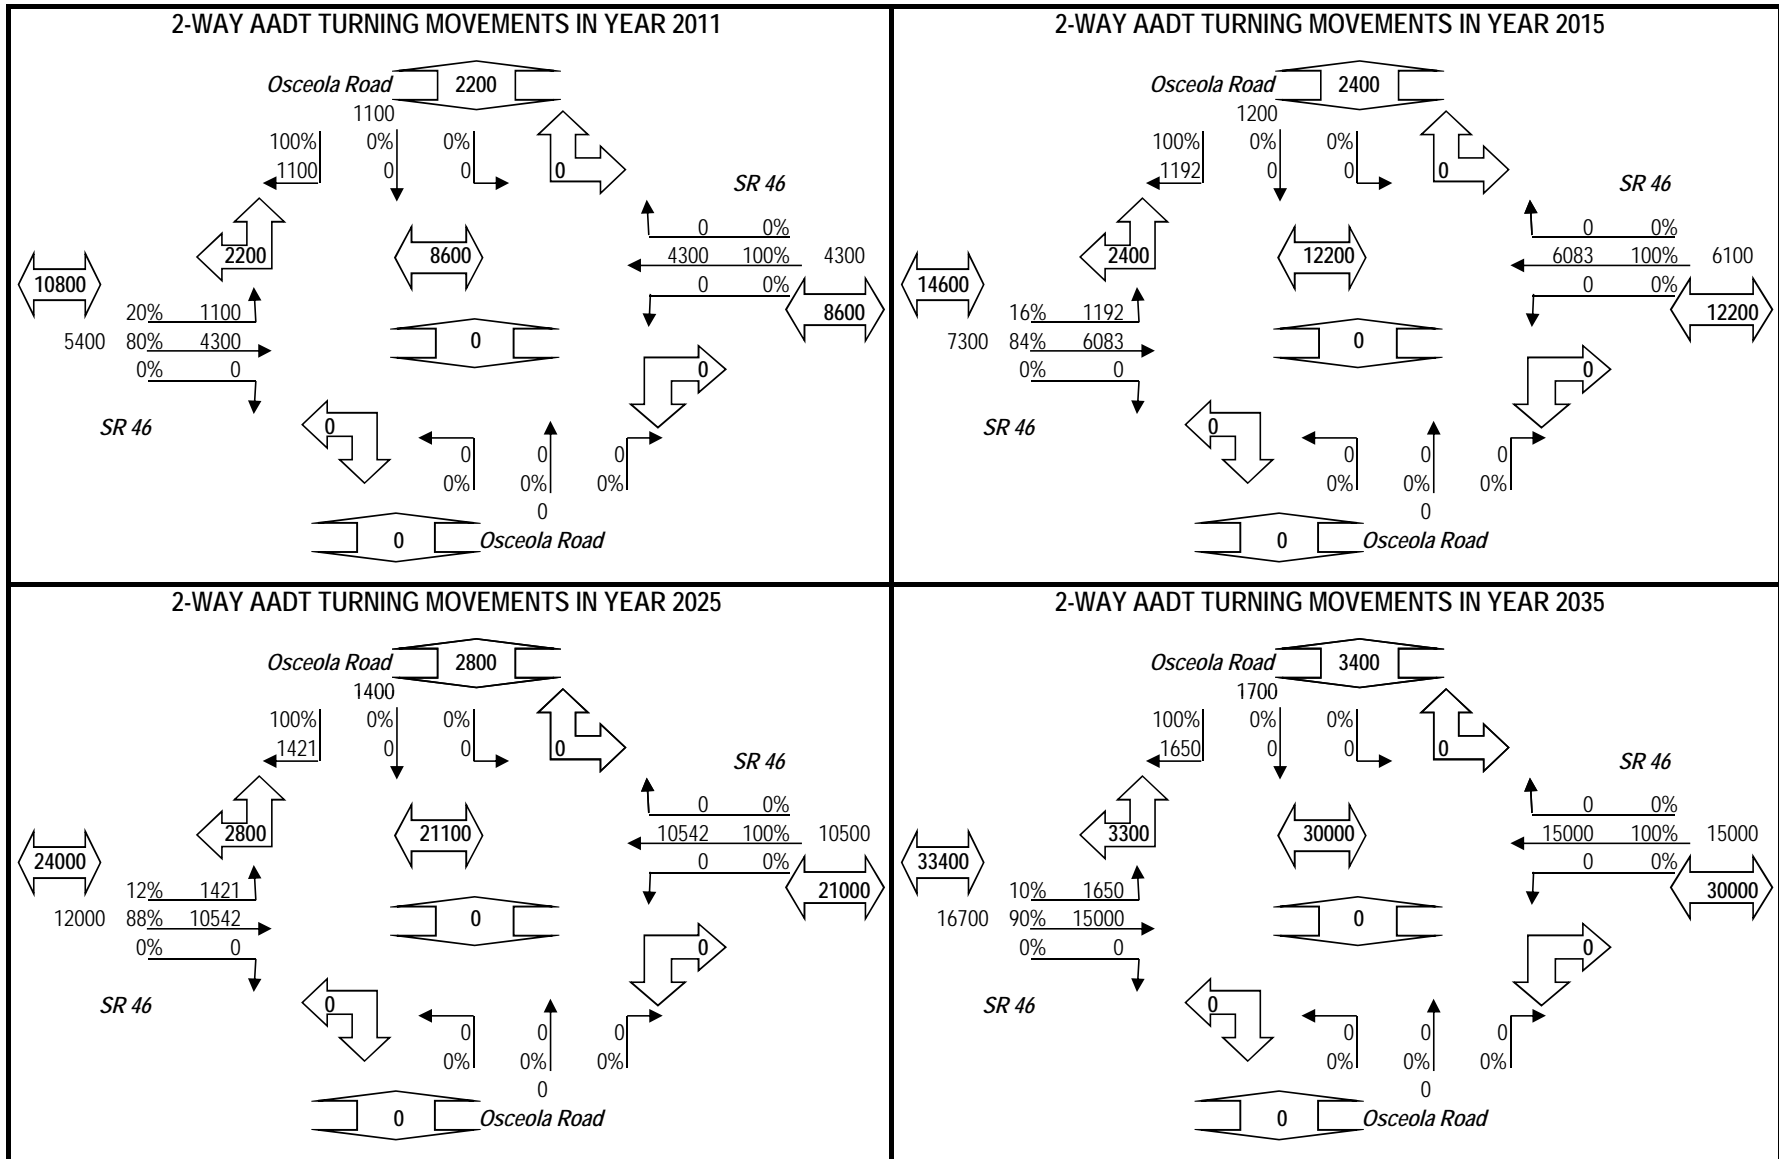 2-WAY AADT TURNING MOVEMENTS IN YEAR 2011
Osceola Road 2200
1100
100% 0% 0%
1100 0 0 0
SR 46
0 0%
2200 8600 4300 100% 4300
10800 0 0%
8600
20% 1100
5400 80% 4300 0
0% 0 0
SR 46 0
0 0 0
0% 0% 0%
0
0 Osceola Road
2-WAY AADT TURNING MOVEMENTS IN YEAR 2015
Osceola Road 2400
1200
100% 0% 0%
1192 0 0 0
SR 46
0 0%
2400 12200 6083 100% 6100
14600 0 0%
12200
16% 1192
7300 84% 6083 0
0% 0 0
SR 46 0
0 0 0
0% 0% 0%
0
0 Osceola Road
2-WAY AADT TURNING MOVEMENTS IN YEAR 2025
Osceola Road 2800
1400
100% 0% 0%
1421 0 0 0
SR 46
0 0%
2800 21100 10542 100% 10500
24000 0 0%
21000
12% 1421
12000 88% 10542 0
0% 0 0
SR 46 0
0 0 0
0% 0% 0%
0
0 Osceola Road
2-WAY AADT TURNING MOVEMENTS IN YEAR 2035
Osceola Road 3400
1700
100% 0% 0%
1650 0 0 0
SR 46
0 0%
3300 30000 15000 100% 15000
33400 0 0%
30000
10% 1650
16700 90% 15000 0
0% 0 0
SR 46 0
0 0 0
0% 0% 0%
0
0 Osceola Road